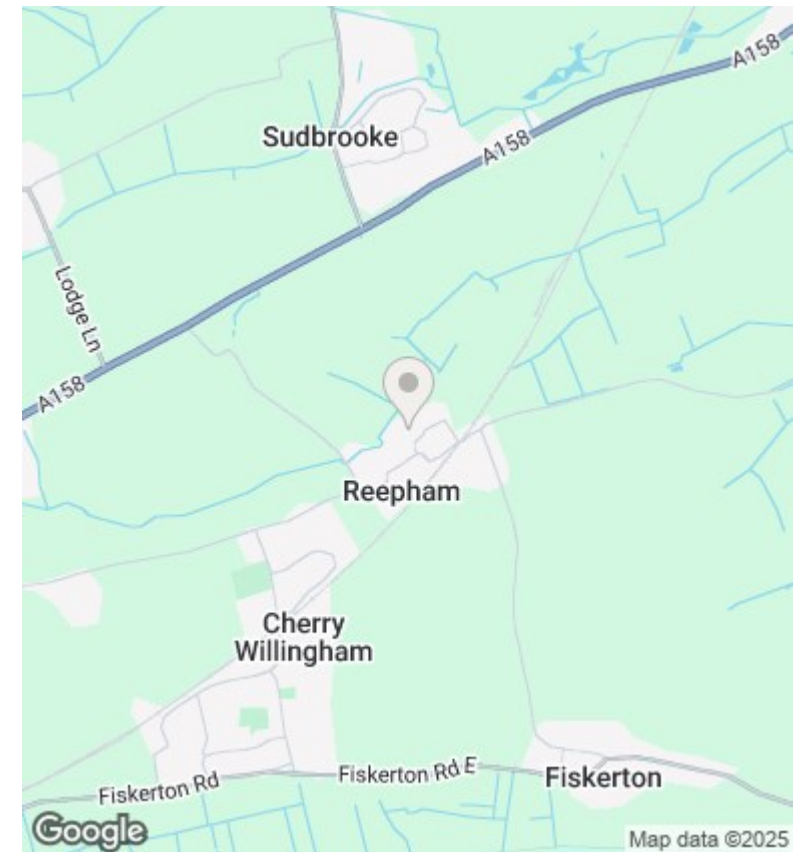 A158
Sudbrooke
A158
Lodge Ln
A158
Reepham
Cherry
Willingham
Fiskerton Rd E
Fiskerton
Fiskerton Rd
Google
Map data ©2025